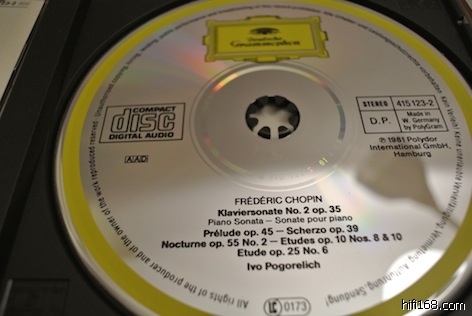 Deutsche
Grammophon
COMPACT
disc
DIGITAL AUDIO
AAD
STEREO
415 123-2
D.P.
Made in
W. Germany
by PolyGram
℗ 1981 Polydor
International GmbH,
Hamburg
FRÉDÉRIC CHOPIN
Klaviersonate No. 2 op. 35
Piano Sonata – Sonate pour piano
Prélude op. 45 – Scherzo op. 39
Nocturne op. 55 No. 2 – Etudes op. 10 Nos. 8 & 10
Etude op. 25 No. 6
Ivo Pogorelich
LC 0173
All rights of the producer and of the owner of the work reproduced reserved.
Vermietung, Aufführung, Sendung!
hifi168.com